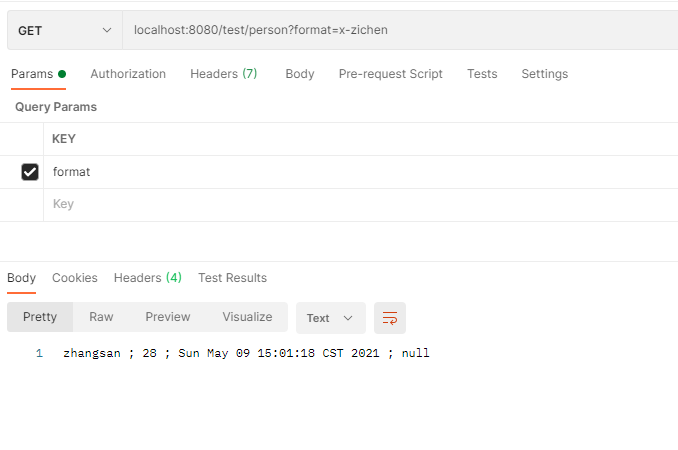 GET localhost:8080/test/person?format=x-zichen
Params Authorization Headers (7) Body Pre-request Script Tests Settings
Query Params
KEY
format
Key
Body Cookies Headers (4) Test Results
Pretty Raw Preview Visualize Text
1 zhangsan ; 28 ; Sun May 09 15:01:18 CST 2021 ; null